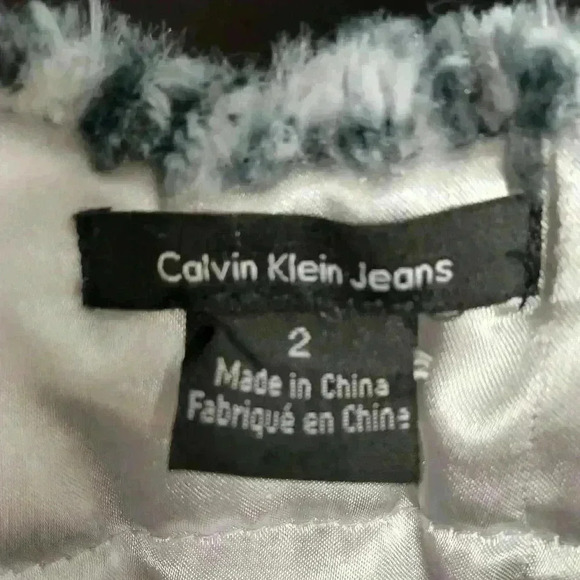 Calvin Klein Jeans
2
Made in China
Fabriqué en Chine